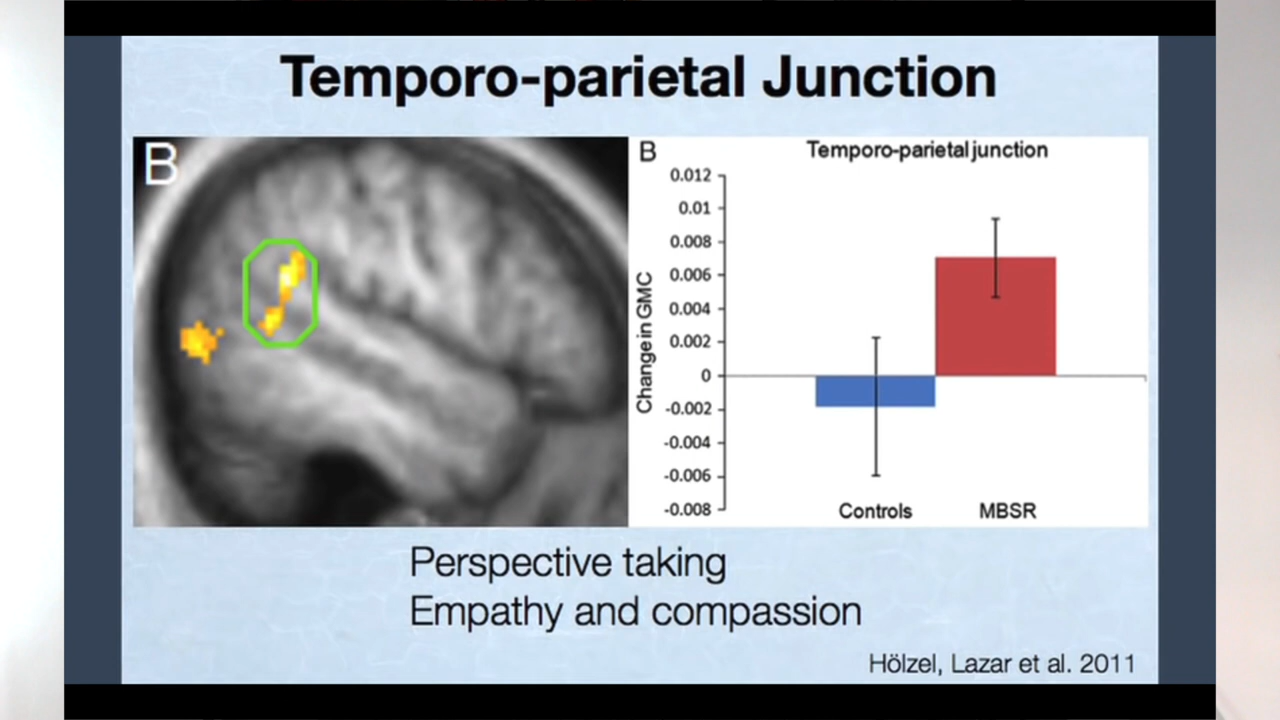 Temporo-parietal Junction
B
B
Temporo-parietal junction
0.012
0.01
0.008
0.006
0.004
0.002
0
-0.002
-0.004
-0.006
-0.008
Change in GMC
Controls MBSR
Perspective taking
Empathy and compassion
Hölzel, Lazar et al. 2011